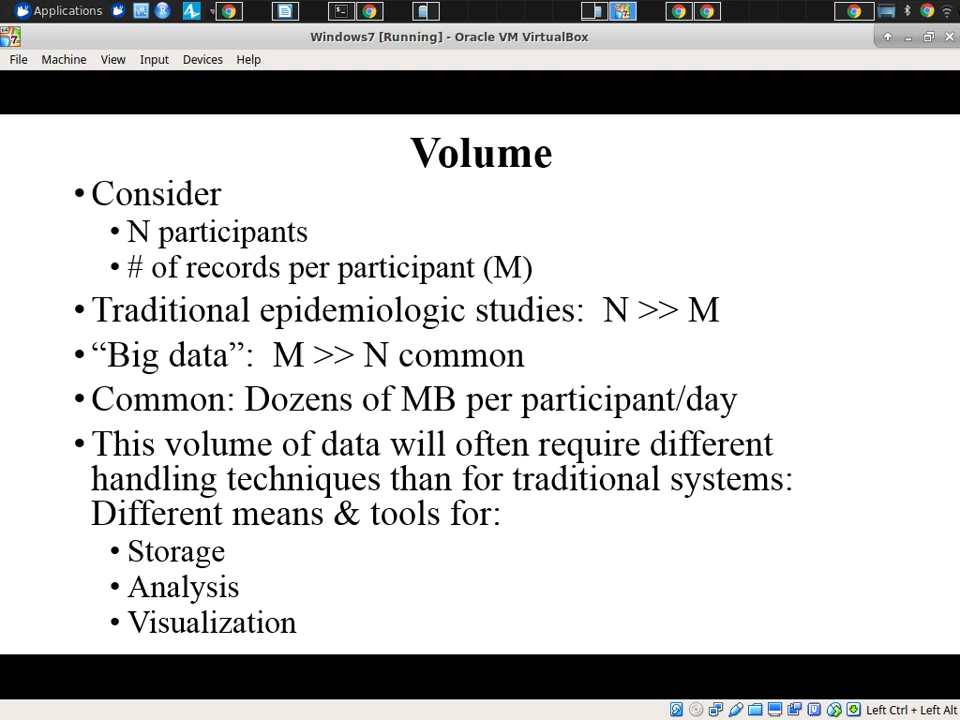 Applications
Windows7 [Running] - Oracle VM VirtualBox
File Machine View Input Devices Help
Volume
• Consider
• N participants
• # of records per participant (M)
• Traditional epidemiologic studies:  N >> M
• “Big data”:  M >> N common
• Common: Dozens of MB per participant/day
• This volume of data will often require different
handling techniques than for traditional systems:
Different means & tools for:
• Storage
• Analysis
• Visualization
Left Ctrl + Left Alt